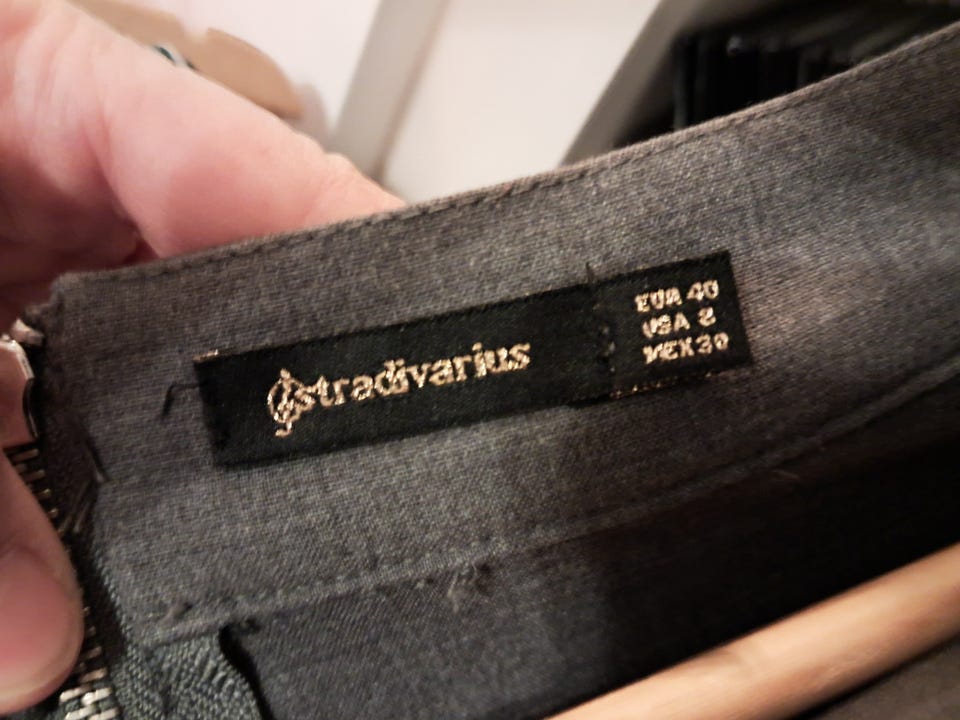 stradivarius
EUR 40
USA 8
MEX 30